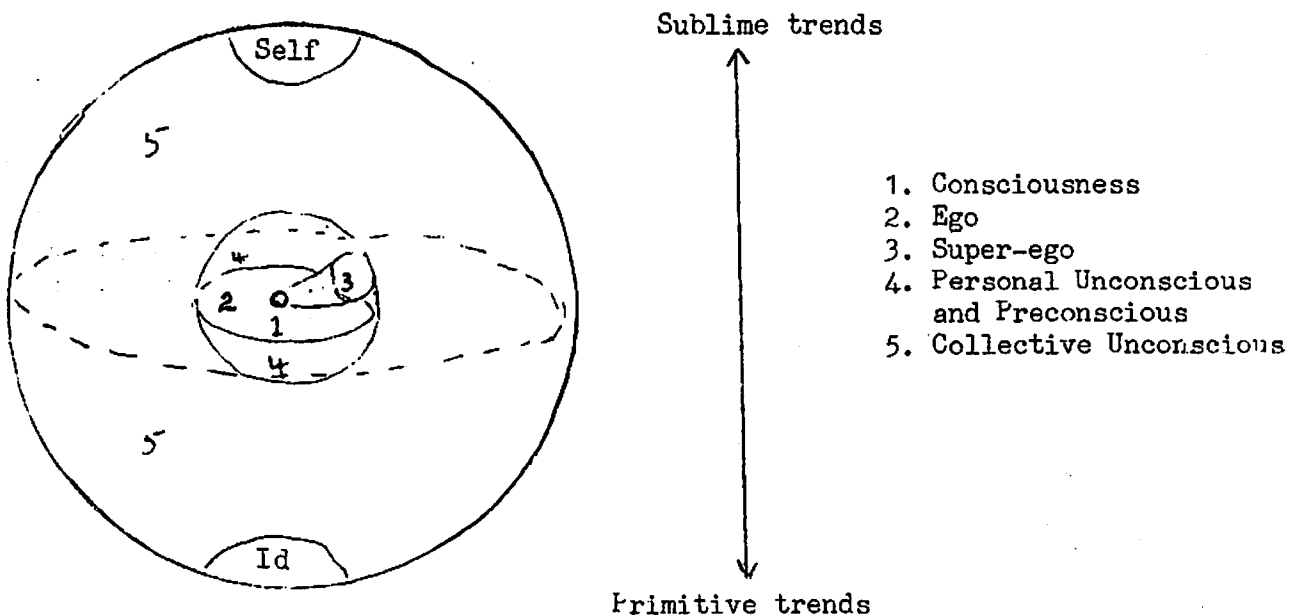 Sublime trends
Self
5
1. Consciousness
2. Ego
3. Super-ego
4. Personal Unconscious
and Preconscious
5. Collective Unconscious
4
3
2
1
4
5
Id
Primitive trends